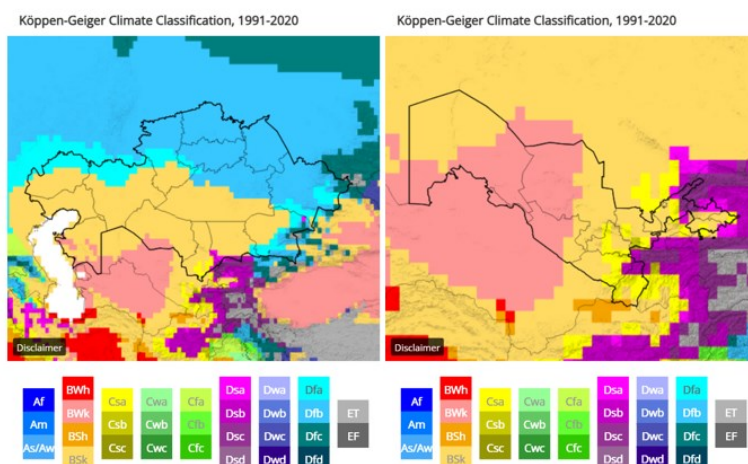 Köppen-Geiger Climate Classification, 1991-2020
Disclaimer
Af
Am
As/Aw
BWh
BWk
BSh
BSk
Csa
Csb
Csc
Cwa
Cwb
Cwc
Cfa
Cfb
Cfc
Dsa
Dsb
Dsc
Dsd
Dwa
Dwb
Dwc
Dwd
Dfa
Dfb
Dfc
Dfd
ET
EF
Köppen-Geiger Climate Classification, 1991-2020
Disclaimer
Af
Am
As/Aw
BWh
BWk
BSh
BSk
Csa
Csb
Csc
Cwa
Cwb
Cwc
Cfa
Cfb
Cfc
Dsa
Dsb
Dsc
Dsd
Dwa
Dwb
Dwc
Dwd
Dfa
Dfb
Dfc
Dfd
ET
EF